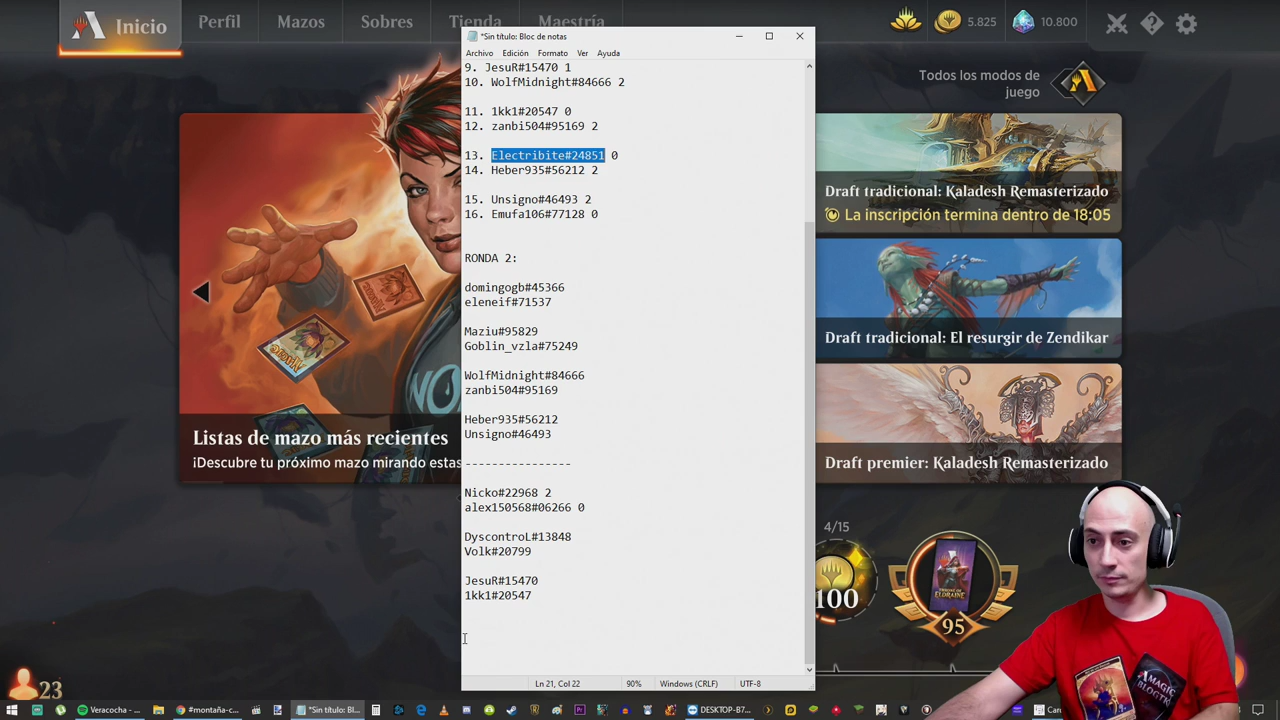 Inicio
Perfil
Mazos
Sobres
Tienda
Maestría
5.825
10.800
*Sin título: Bloc de notas
Archivo Edición Formato Ver Ayuda
9. JesuR#15470 1
10. WolfMidnight#84666 2
11. 1kk1#20547 0
12. zanbi504#95169 2
13. Electribite#24851 0
14. Heber935#56212 2
15. Unsigno#46493 2
16. Emufa106#77128 0
RONDA 2:
domingogb#45366
eleneif#71537
Maziu#95829
Goblin_vzla#75249
WolfMidnight#84666
zanbi504#95169
Heber935#56212
Unsigno#46493
----------------
Nicko#22968 2
alex150568#06266 0
DyscontroL#13848
Volk#20799
JesuR#15470
1kk1#20547
Ln 21, Col 22
90%
Windows (CRLF)
UTF-8
Todos los modos de
juego
Draft tradicional: Kaladesh Remasterizado
La inscripción termina dentro de 18:05
Draft tradicional: El resurgir de Zendikar
Draft premier: Kaladesh Remasterizado
Listas de mazo más recientes
¡Descubre tu próximo mazo mirando estas
4/15
100
95
23
Veracocha - ...
#montaña-c...
*Sin título: Bl...
DESKTOP-B7...